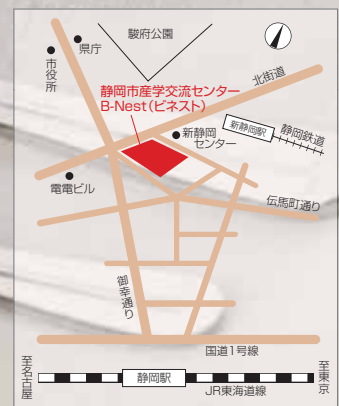 駿府公園
県庁
市役所
北街道
静岡市産学交流センター
B-Nest(ビネスト)
新静岡
センター
新静岡駅
静岡鉄道
電電ビル
伝馬町通り
御幸通り
国道1号線
至名古屋
静岡駅
至東京
JR東海道線